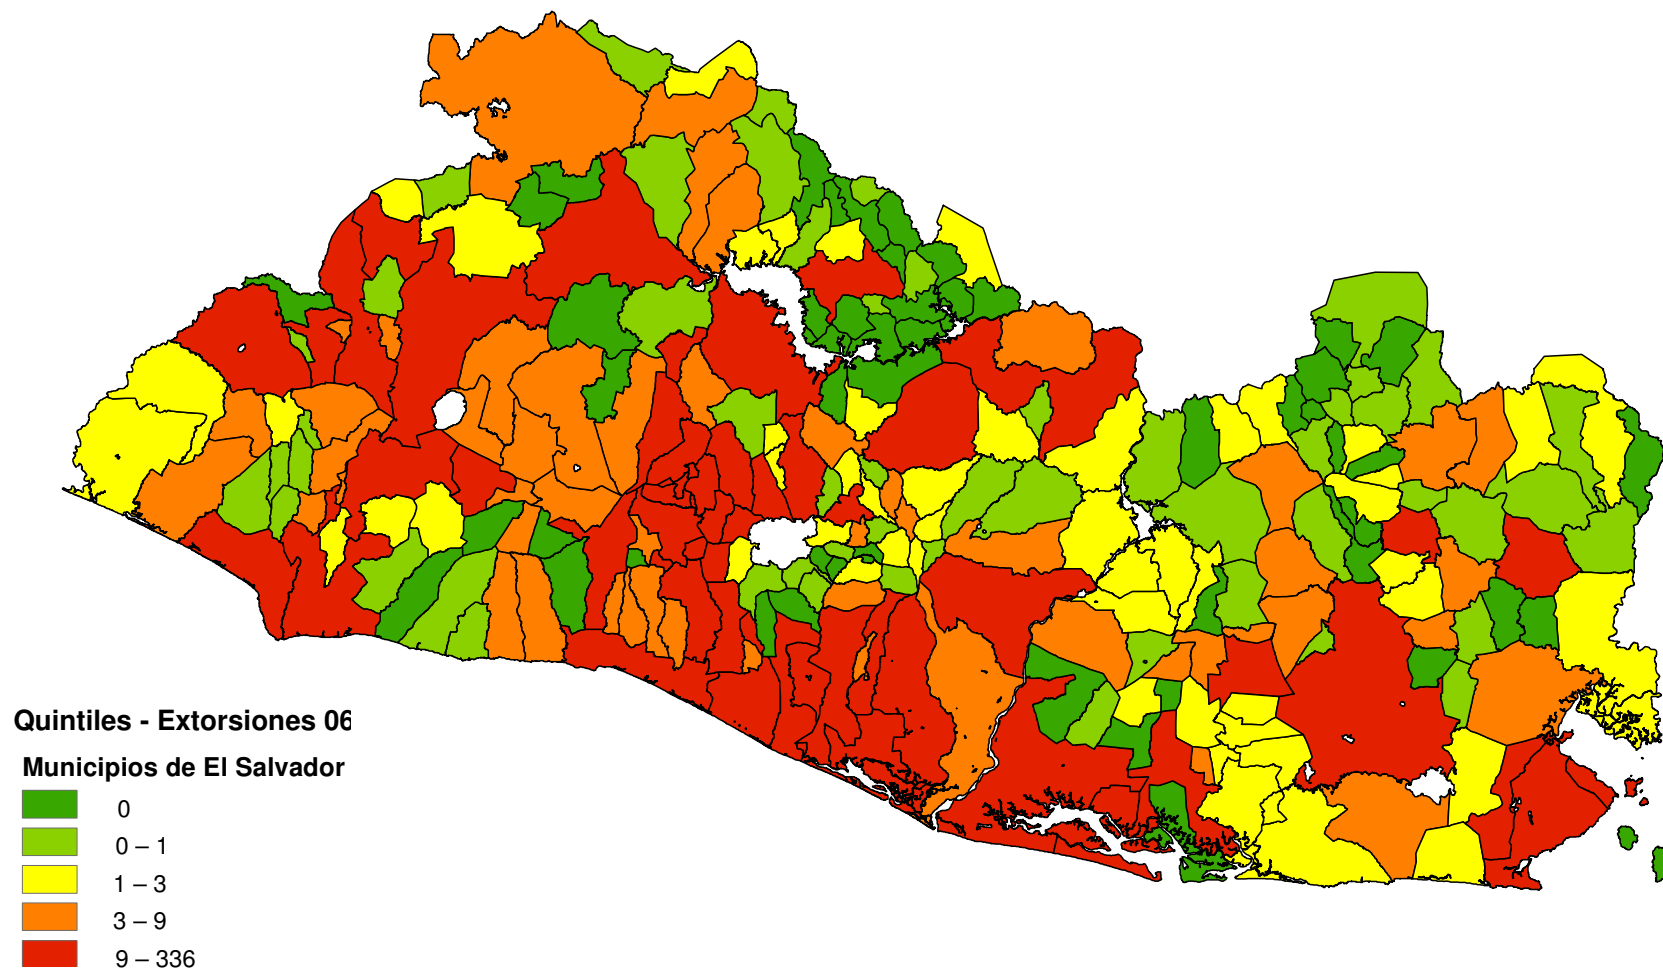 Quintiles - Extorsiones 06
Municipios de El Salvador
0
0 – 1
1 – 3
3 – 9
9 – 336